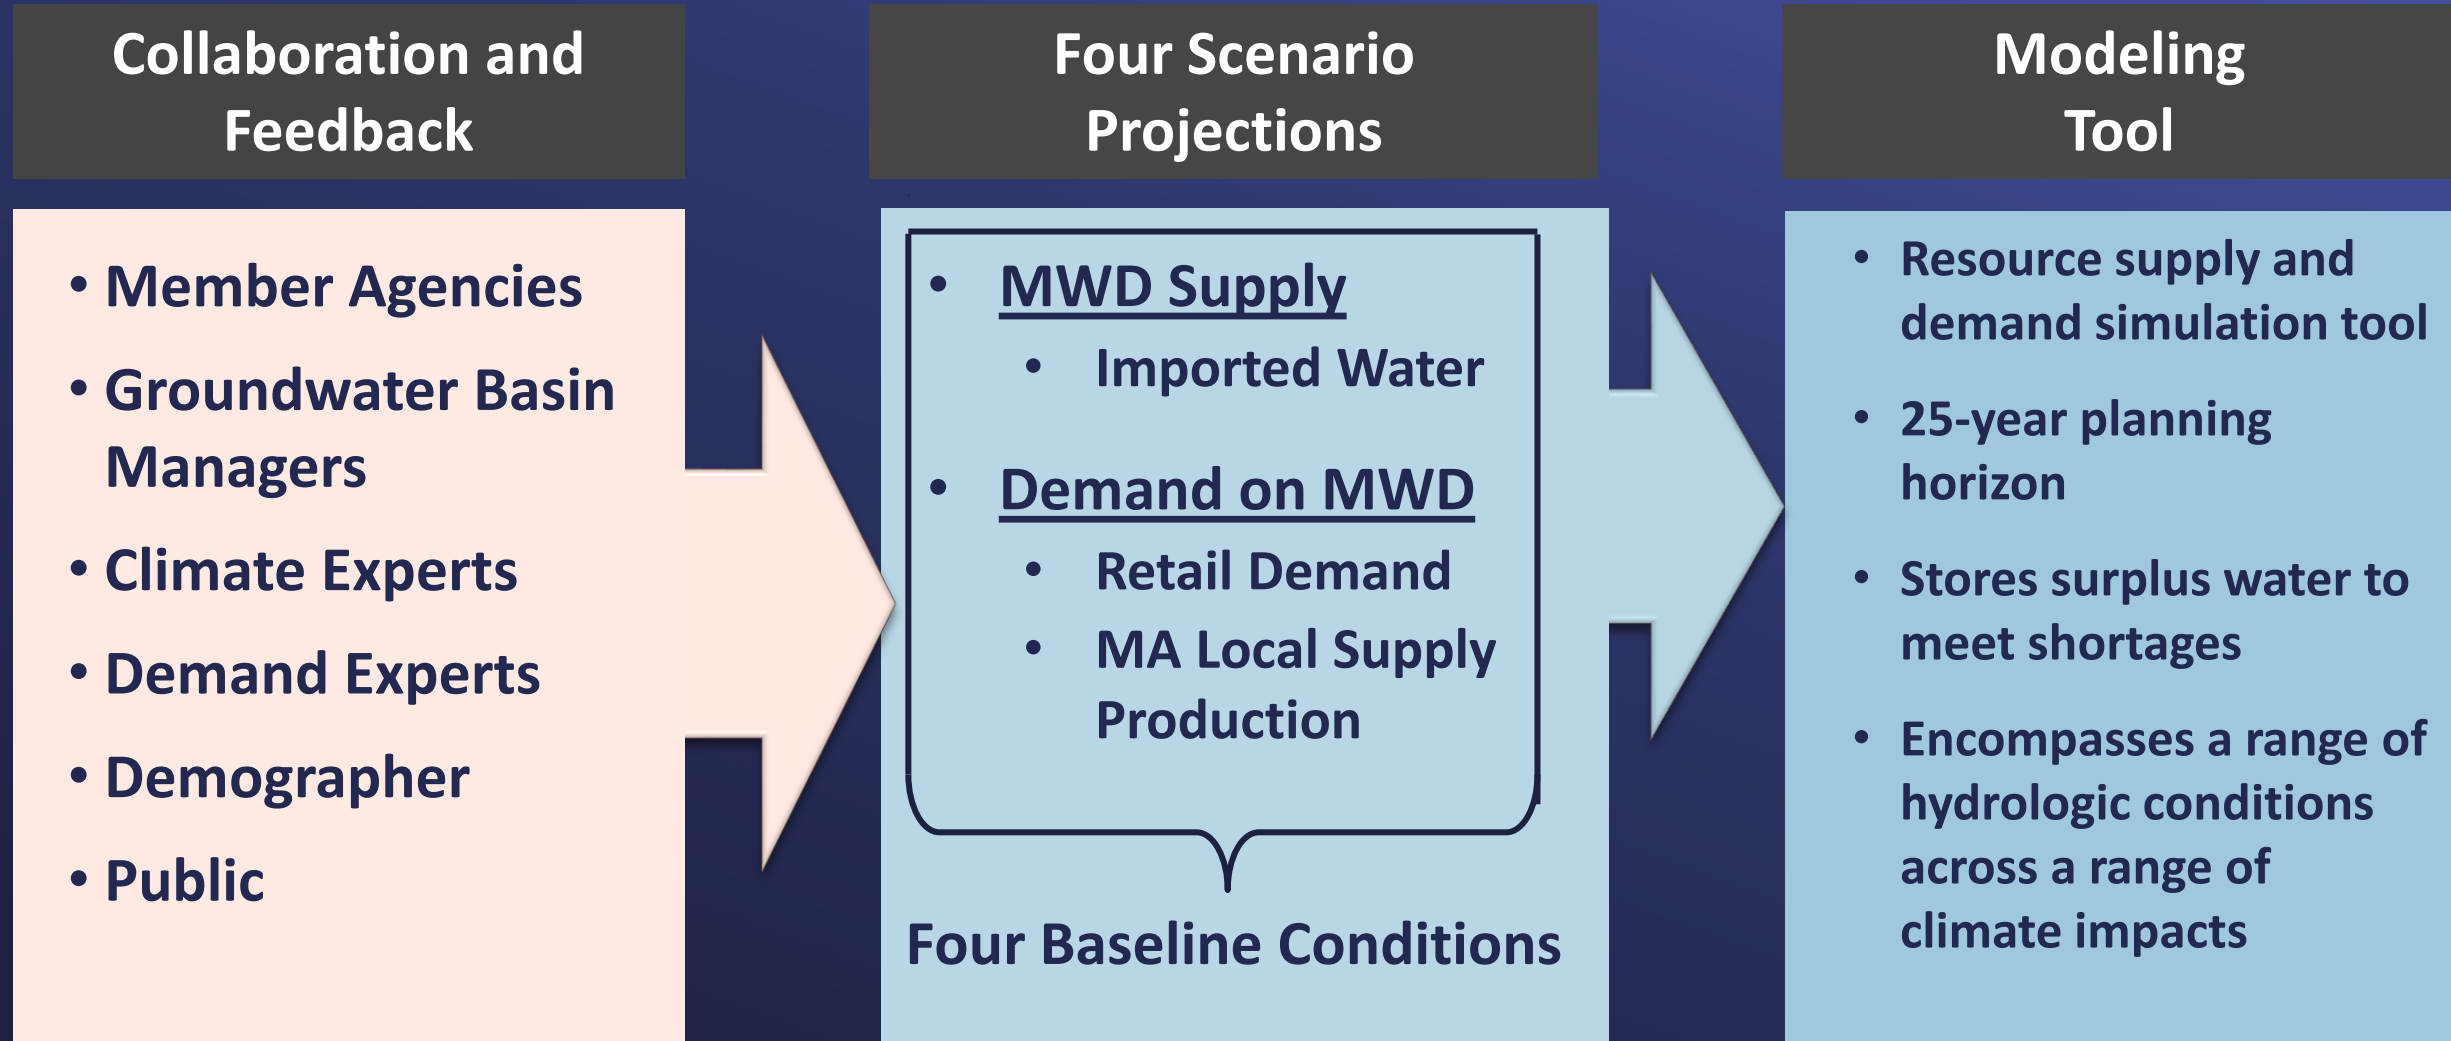 Collaboration and
Feedback
• Member Agencies
• Groundwater Basin
Managers
• Climate Experts
• Demand Experts
• Demographer
• Public
Four Scenario
Projections
• MWD Supply
• Imported Water
• Demand on MWD
• Retail Demand
• MA Local Supply
Production
Four Baseline Conditions
Modeling
Tool
• Resource supply and
demand simulation tool
• 25-year planning
horizon
• Stores surplus water to
meet shortages
• Encompasses a range of
hydrologic conditions
across a range of
climate impacts